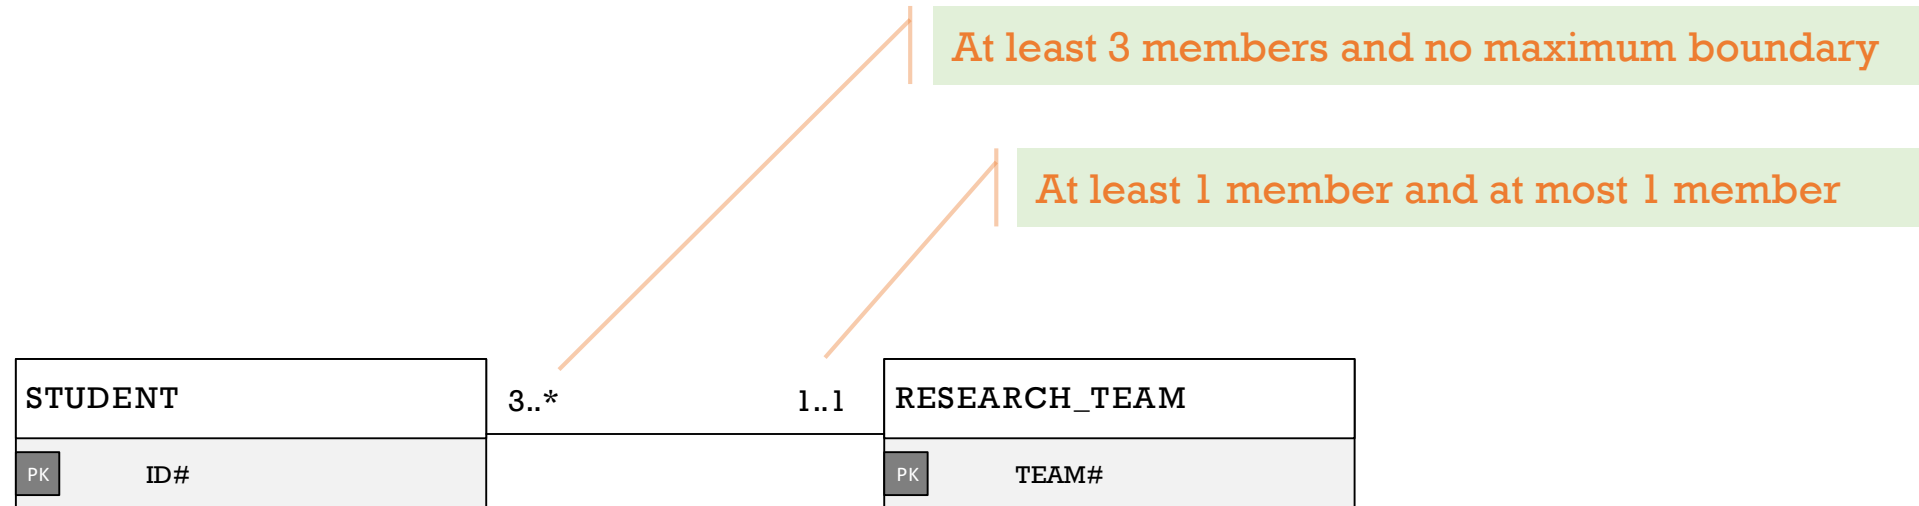 At least 3 members and no maximum boundary
At least 1 member and at most 1 member
STUDENT
3..*
1..1
RESEARCH_TEAM
PK
ID#
PK
TEAM#